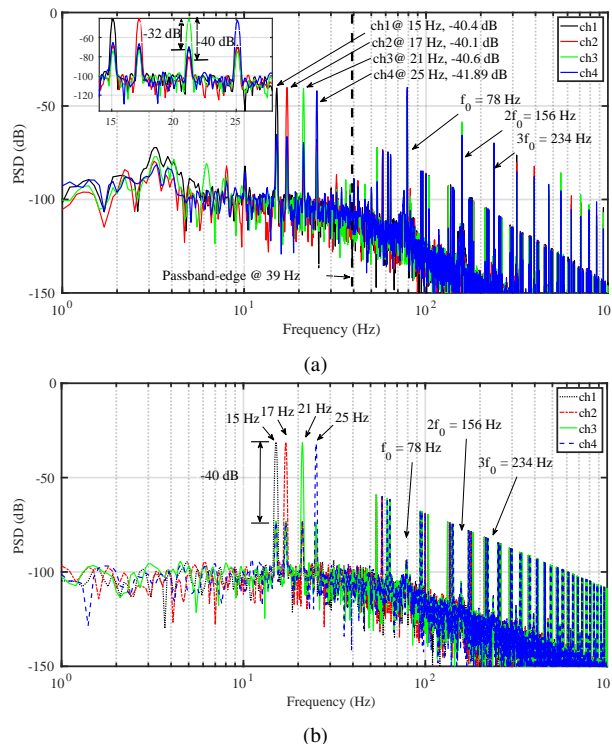 -40
-60
-80
-100
-120
15
20
25
-32 dB
-40 dB
ch1@ 15 Hz, -40.4 dB
ch2@ 17 Hz, -40.1 dB
ch3@ 21 Hz, -40.6 dB
ch4@ 25 Hz, -41.89 dB
ch1
ch2
ch3
ch4
f0 = 78 Hz
2f0 = 156 Hz
3f0 = 234 Hz
Passband-edge @ 39 Hz
0
-50
-100
-150
PSD (dB)
10^0
10^1
10^2
Frequency (Hz)
(a)
15 Hz
17 Hz
21 Hz
25 Hz
-40 dB
f0 = 78 Hz
2f0 = 156 Hz
3f0 = 234 Hz
ch1
ch2
ch3
ch4
0
-50
-100
-150
PSD (dB)
10^0
10^1
10^2
Frequency (Hz)
(b)